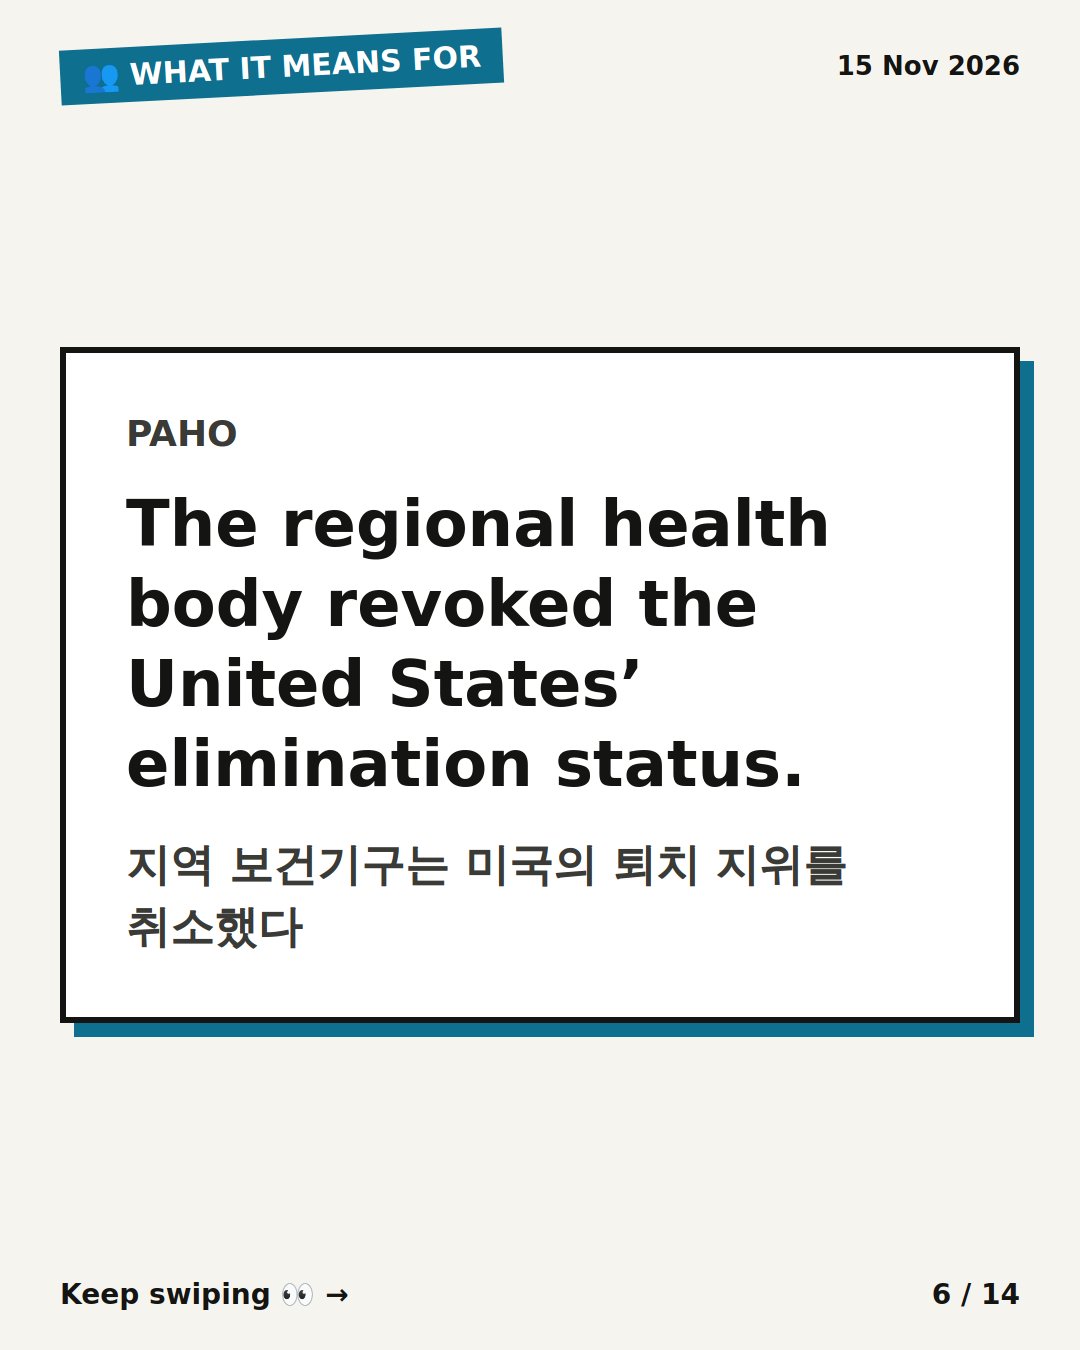 👥 WHAT IT MEANS FOR
15 Nov 2026
PAHO
The regional health
body revoked the
United States’
elimination status.
지역 보건기구는 미국의 퇴치 지위를
취소했다
Keep swiping 👀 →
6 / 14